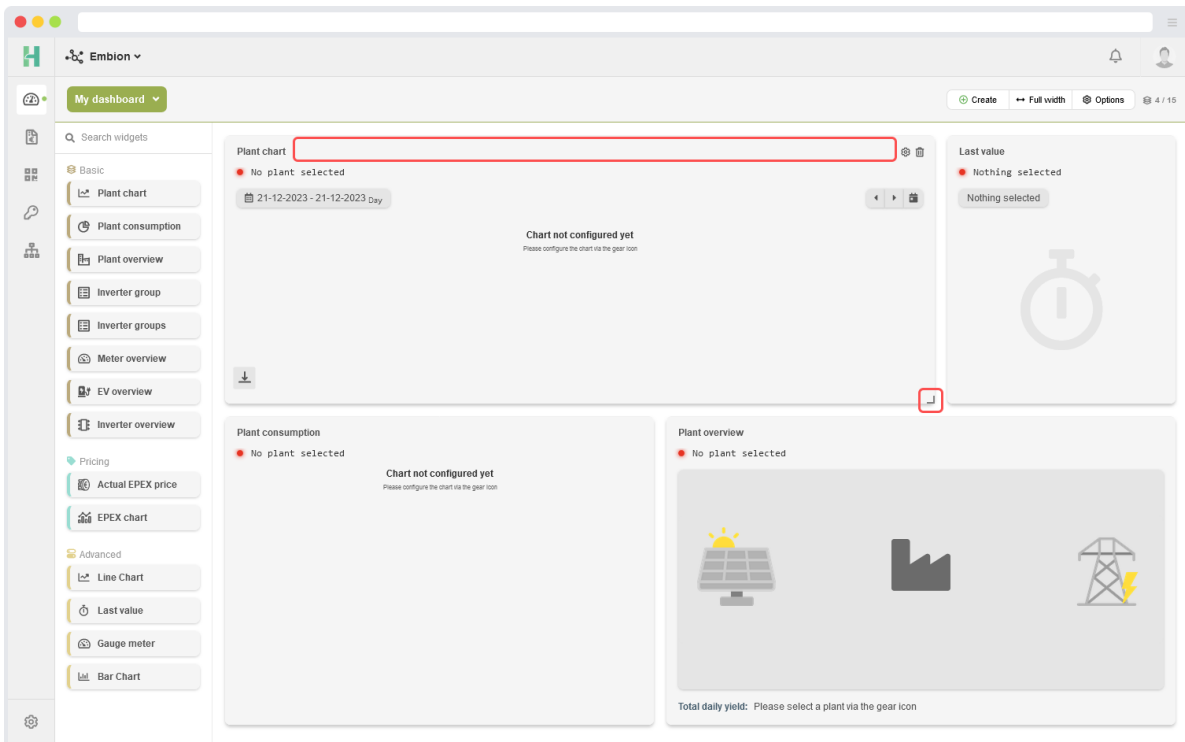 Embion
My dashboard
Create
Full width
Options
4 / 15
Search widgets
Basic
Plant chart
Plant consumption
Plant overview
Inverter group
Inverter groups
Meter overview
EV overview
Inverter overview
Pricing
Actual EPEX price
EPEX chart
Advanced
Line Chart
Last value
Gauge meter
Bar Chart
Plant chart
No plant selected
21-12-2023 - 21-12-2023 Day
Chart not configured yet
Please configure the chart via the gear icon
Last value
Nothing selected
Nothing selected
Plant consumption
No plant selected
Chart not configured yet
Please configure the chart via the gear icon
Plant overview
No plant selected
Total daily yield: Please select a plant via the gear icon